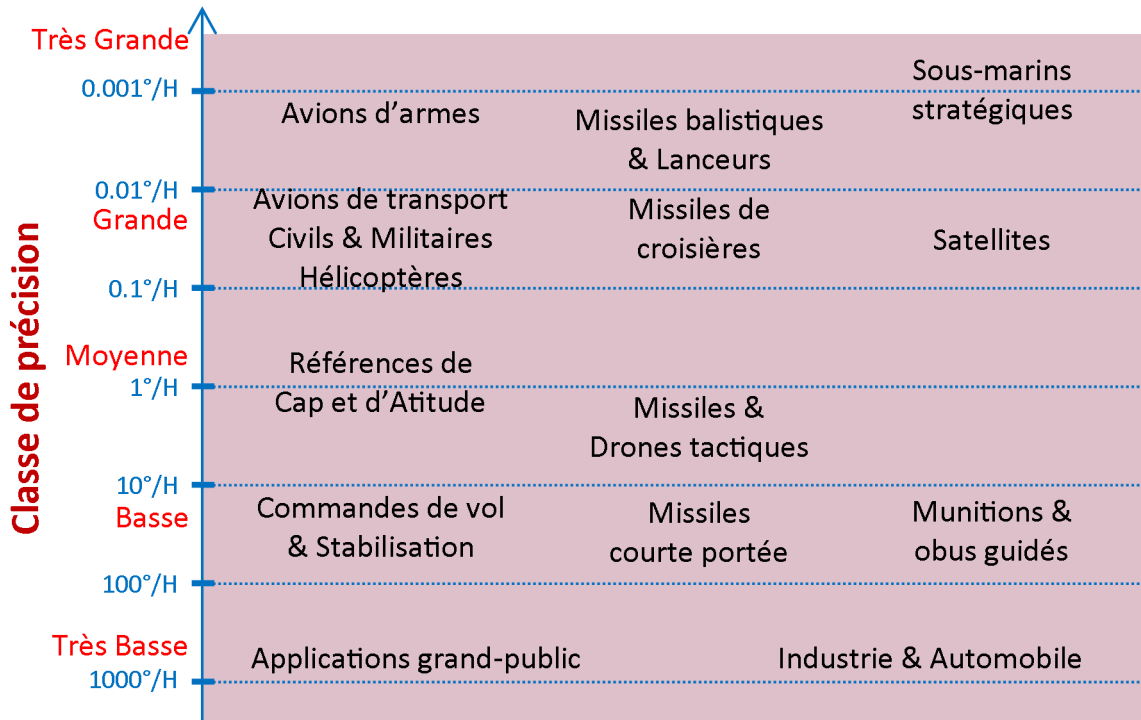 Classe de précision
Très Grande
0.001°/H
Sous-marins
stratégiques
Avions d'armes
Missiles balistiques
& Lanceurs
0.01°/H
Grande
Avions de transport
Civils & Militaires
Hélicoptères
Missiles de
croisières
Satellites
0.1°/H
Moyenne
1°/H
Références de
Cap et d'Atitude
Missiles &
Drones tactiques
10°/H
Basse
Commandes de vol
& Stabilisation
Missiles
courte portée
Munitions &
obus guidés
100°/H
Très Basse
1000°/H
Applications grand-public
Industrie & Automobile